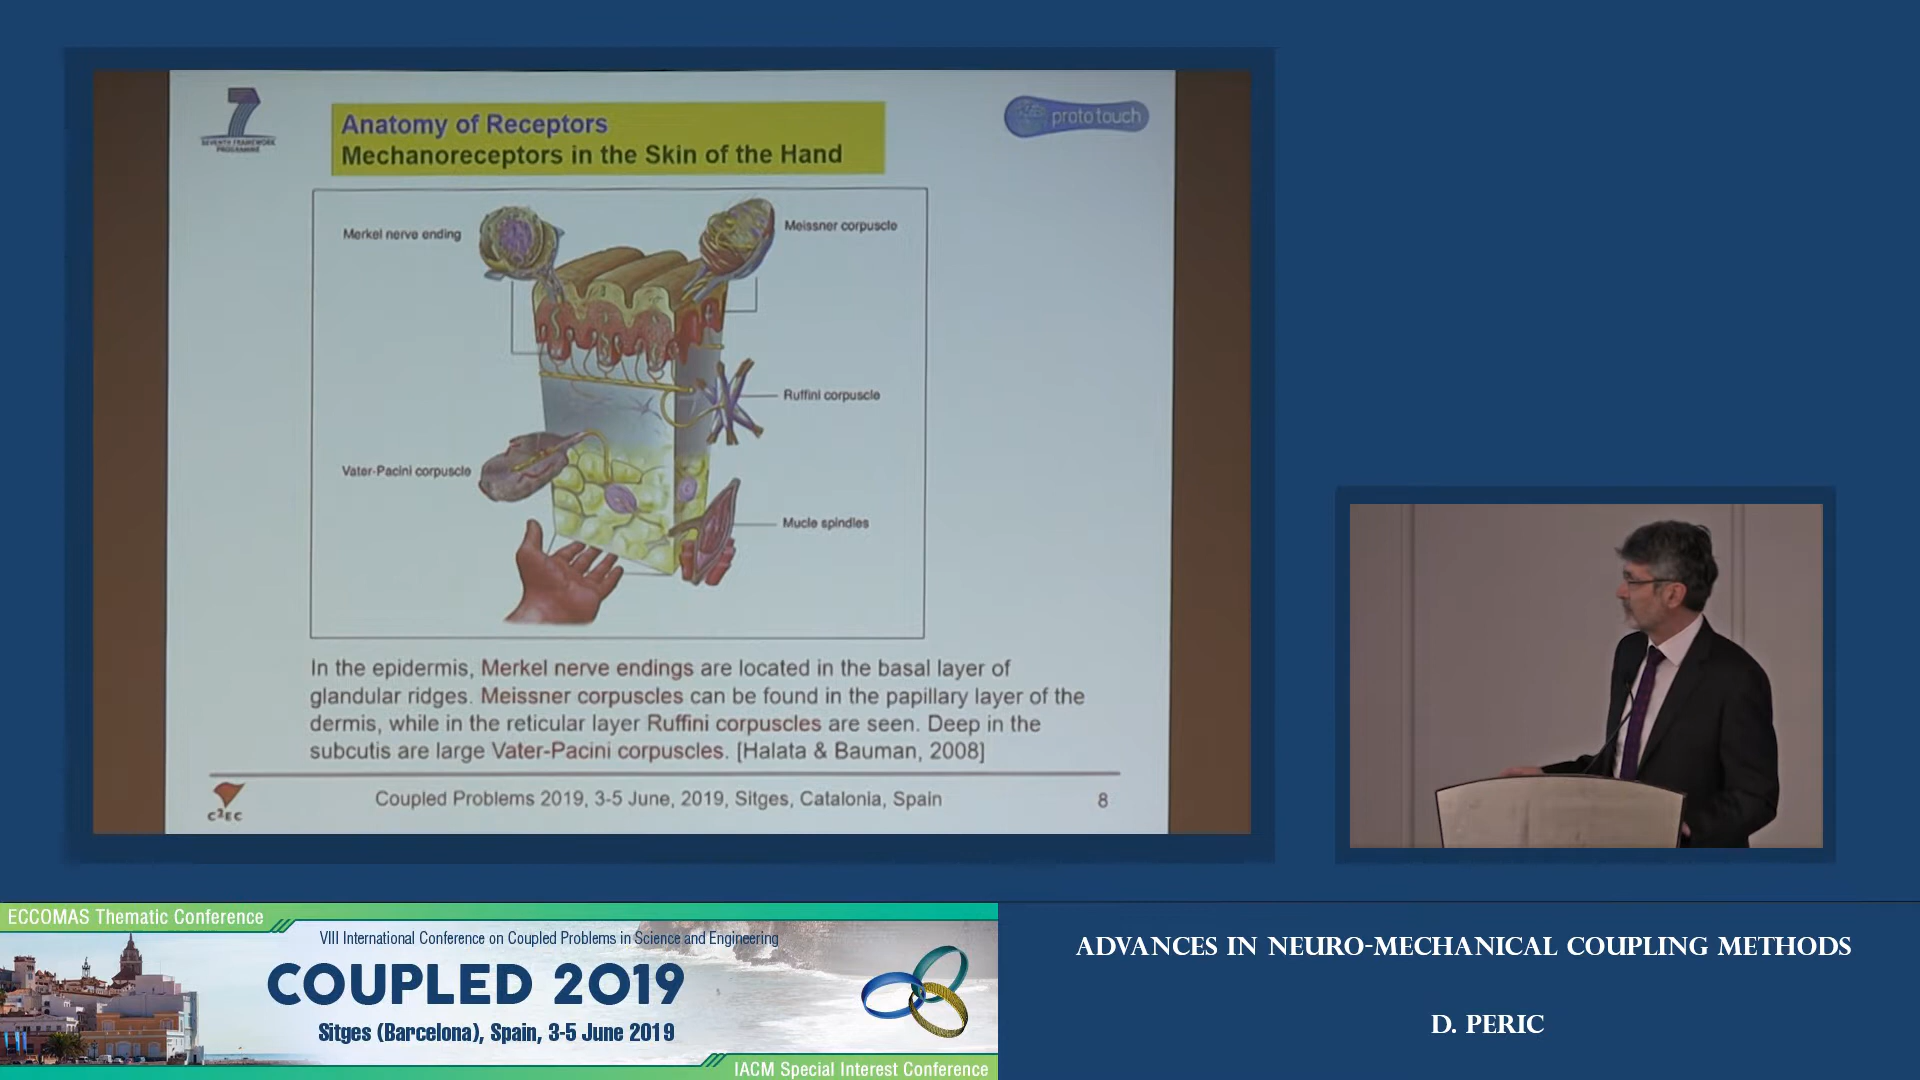 SEVENTH FRAMEWORK
PROGRAMME
Anatomy of Receptors
Mechanoreceptors in the Skin of the Hand
proto touch
Merkel nerve ending
Meissner corpuscle
Ruffini corpuscle
Vater-Pacini corpuscle
Mucle spindles
In the epidermis, Merkel nerve endings are located in the basal layer of
glandular ridges. Meissner corpuscles can be found in the papillary layer of the
dermis, while in the reticular layer Ruffini corpuscles are seen. Deep in the
subcutis are large Vater-Pacini corpuscles. [Halata & Bauman, 2008]
C²EC
Coupled Problems 2019, 3-5 June, 2019, Sitges, Catalonia, Spain
8
ECCOMAS Thematic Conference
VIII International Conference on Coupled Problems in Science and Engineering
COUPLED 2019
Sitges (Barcelona), Spain, 3-5 June 2019
IACM Special Interest Conference
ADVANCES IN NEURO-MECHANICAL COUPLING METHODS
D. PERIC